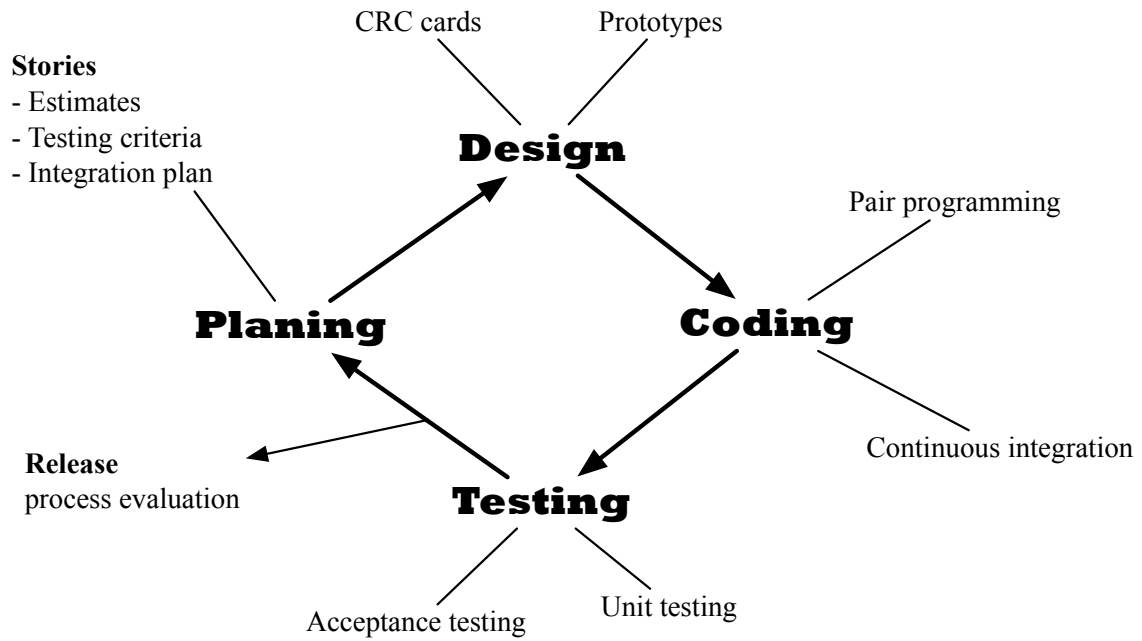 CRC cards
Prototypes
Stories
- Estimates
- Testing criteria
- Integration plan
Design
Pair programming
Planing
Coding
Continuous integration
Release
process evaluation
Testing
Acceptance testing
Unit testing